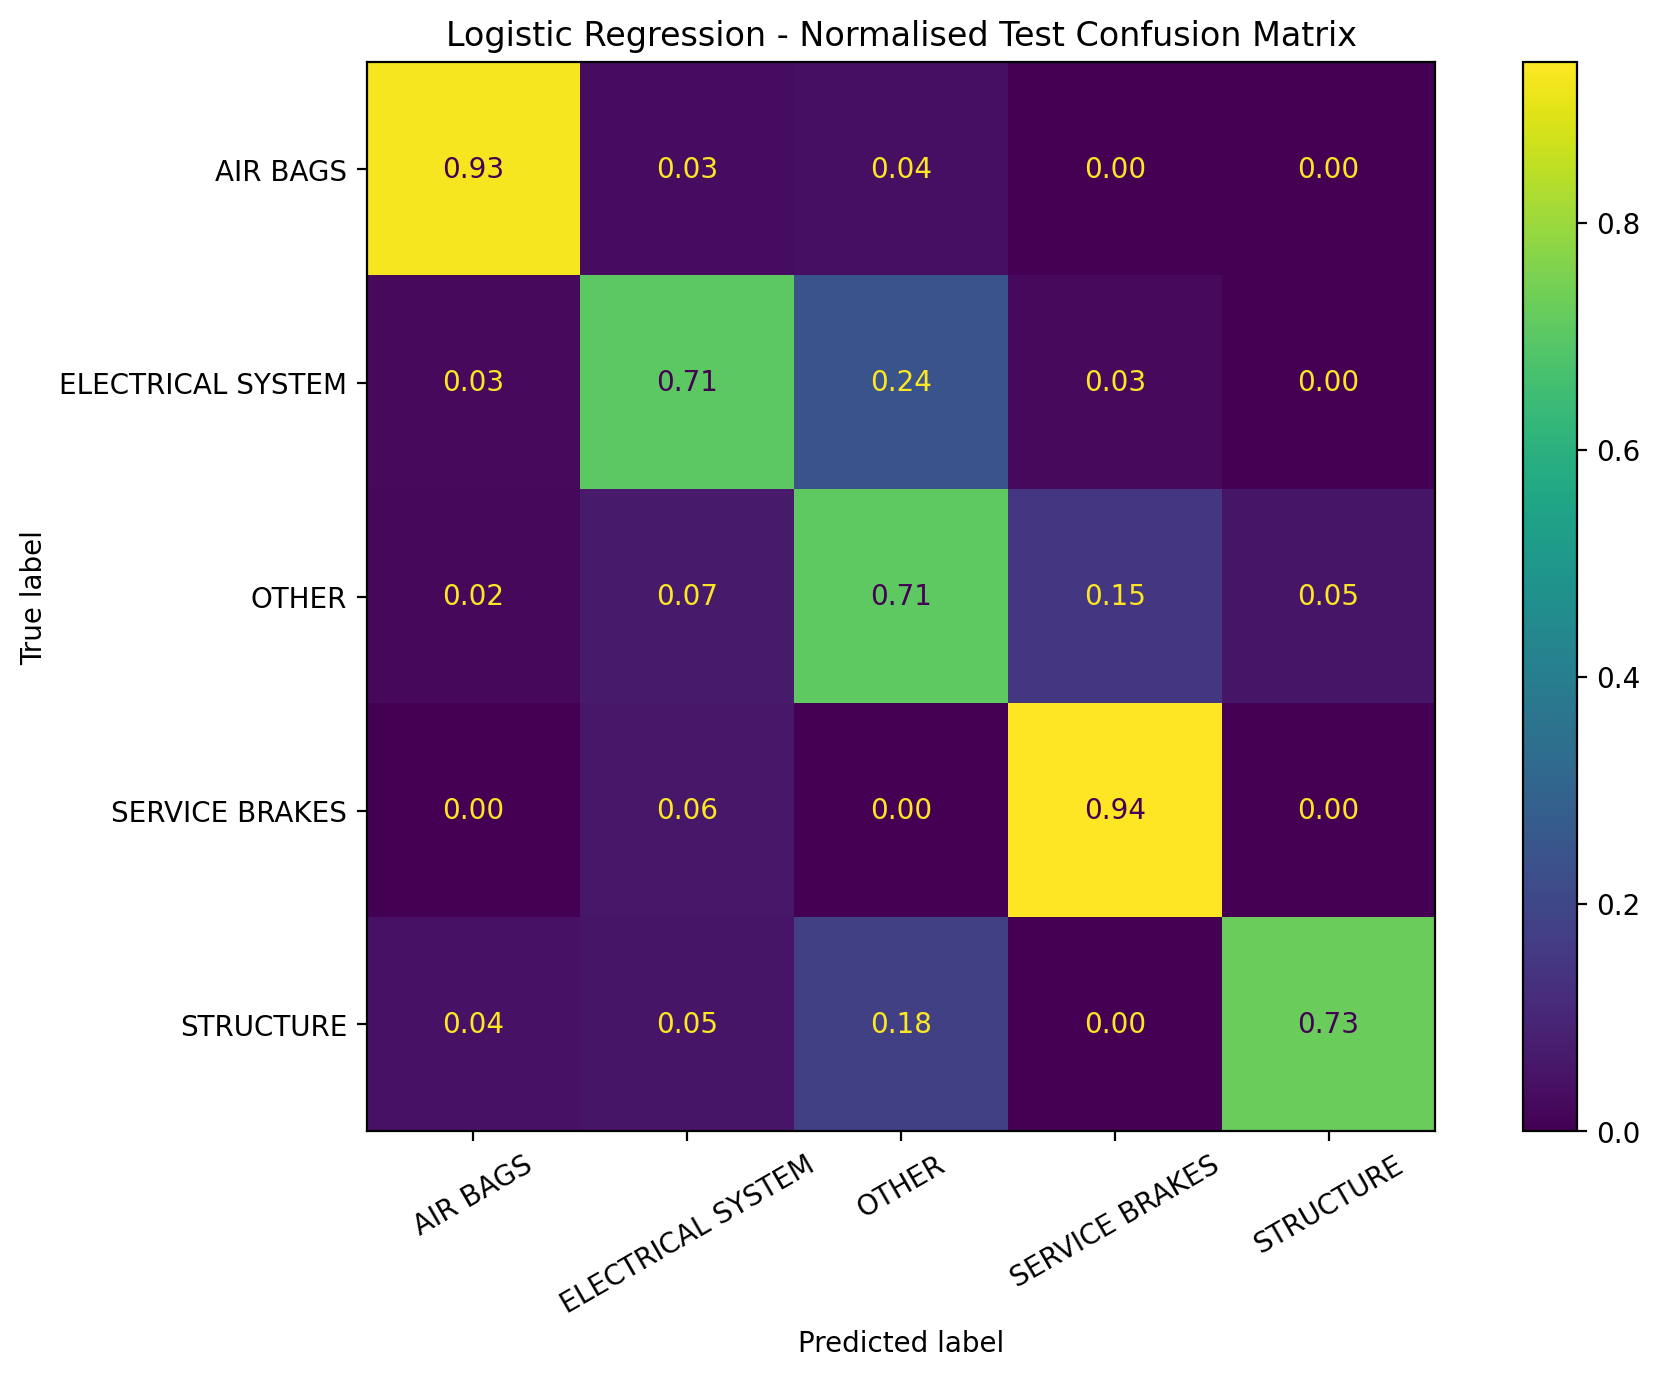 Logistic Regression - Normalised Test Confusion Matrix
True label
AIR BAGS 0.93 0.03 0.04 0.00 0.00
ELECTRICAL SYSTEM 0.03 0.71 0.24 0.03 0.00
OTHER 0.02 0.07 0.71 0.15 0.05
SERVICE BRAKES 0.00 0.06 0.00 0.94 0.00
STRUCTURE 0.04 0.05 0.18 0.00 0.73
AIR BAGS
ELECTRICAL SYSTEM
OTHER
SERVICE BRAKES
STRUCTURE
Predicted label
0.8
0.6
0.4
0.2
0.0